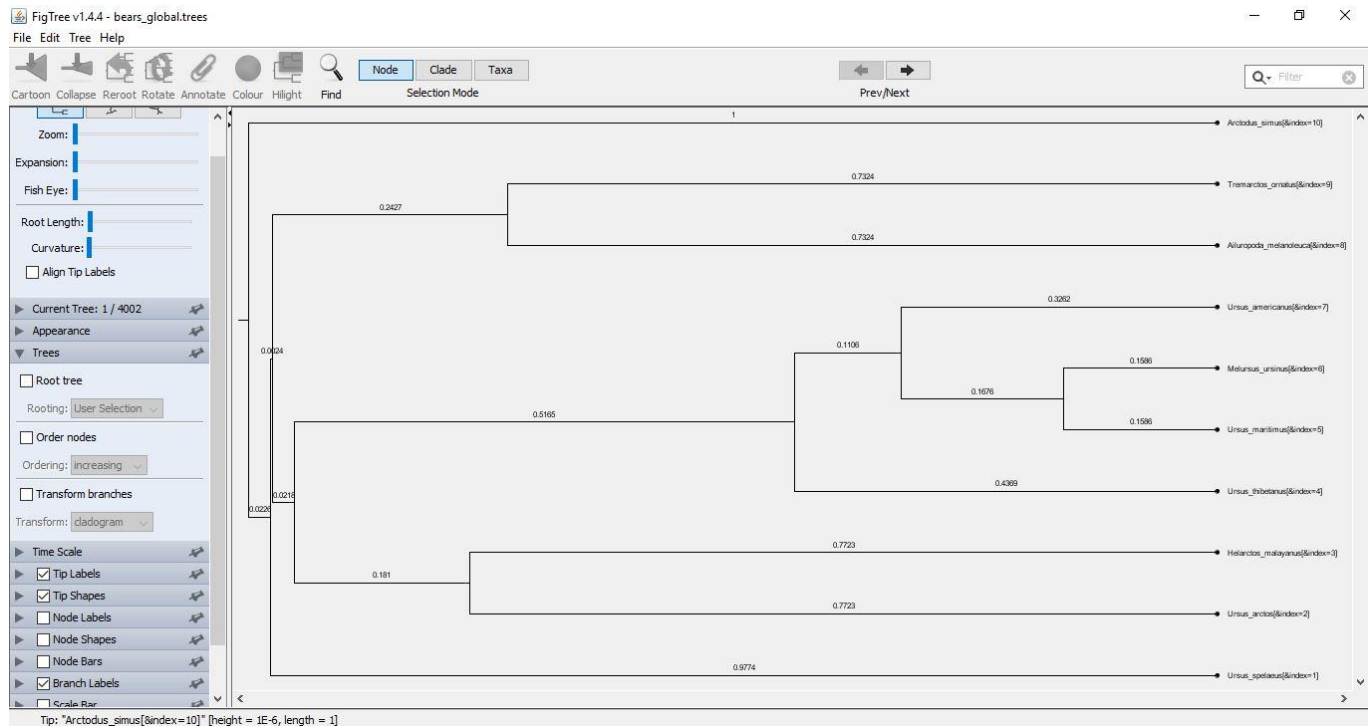 FigTree v1.4.4 - bears_global.trees
File Edit Tree Help
Cartoon Collapse Reroot Rotate Annotate Colour Hilight Find
Node Clade Taxa
Selection Mode
Prev/Next
Filter
Zoom:
Expansion:
Fish Eye:
Root Length:
Curvature:
Align Tip Labels
Current Tree: 1 / 4002
Appearance
Trees
Root tree
Rooting: User Selection
Order nodes
Ordering: increasing
Transform branches
Transform: cladogram
Time Scale
Tip Labels
Tip Shapes
Node Labels
Node Shapes
Node Bars
Branch Labels
Scale Bar
1
Arctodus_simus[&index=10]
0.7324
Tremarctos_ornatus[&index=9]
0.2427
0.7324
Ailuropoda_melanoleuca[&index=8]
0.3262
Ursus_americanus[&index=7]
0.1106
0.0024
0.1586
Melursus_ursinus[&index=6]
0.1676
0.5165
0.1586
Ursus_maritimus[&index=5]
0.4369
Ursus_thibetanus[&index=4]
0.0218
0.0226
0.7723
Helarctos_malayanus[&index=3]
0.181
0.7723
Ursus_arctos[&index=2]
0.9774
Ursus_spelaeus[&index=1]
Tip: "Arctodus_simus[&index=10]" [height = 1E-6, length = 1]